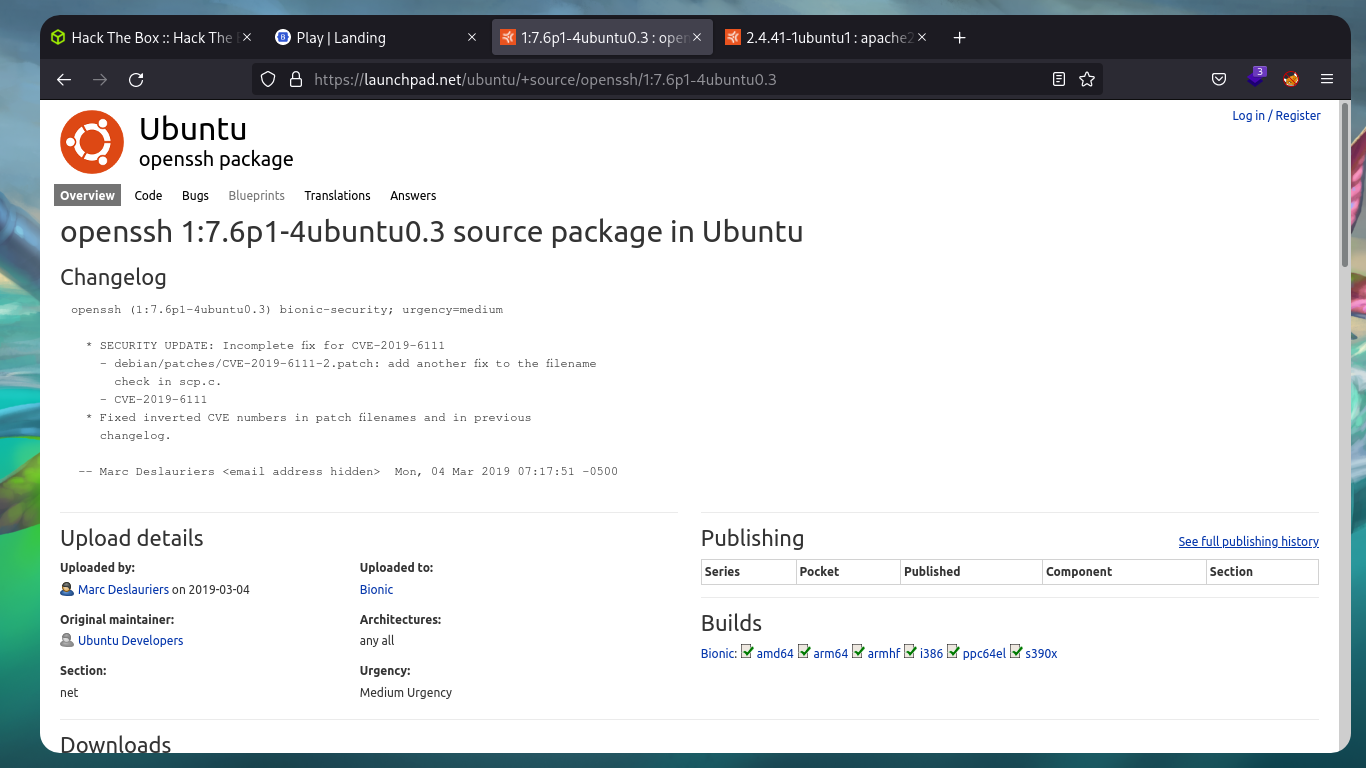 Hack The Box :: Hack The
Play | Landing
1:7.6p1-4ubuntu0.3 : open
2.4.41-1ubuntu1 : apache2
https://launchpad.net/ubuntu/+source/openssh/1:7.6p1-4ubuntu0.3
3
Log in / Register
Ubuntu
openssh package
Overview Code Bugs Blueprints Translations Answers
openssh 1:7.6p1-4ubuntu0.3 source package in Ubuntu
Changelog
openssh (1:7.6p1-4ubuntu0.3) bionic-security; urgency=medium
* SECURITY UPDATE: Incomplete fix for CVE-2019-6111
- debian/patches/CVE-2019-6111-2.patch: add another fix to the filename
check in scp.c.
- CVE-2019-6111
* Fixed inverted CVE numbers in patch filenames and in previous
changelog.
-- Marc Deslauriers <email address hidden>  Mon, 04 Mar 2019 07:17:51 -0500
Upload details
Uploaded by:
Marc Deslauriers on 2019-03-04
Uploaded to:
Bionic
Original maintainer:
Ubuntu Developers
Architectures:
any all
Section:
net
Urgency:
Medium Urgency
Publishing
See full publishing history
Series Pocket Published Component Section
Builds
Bionic: amd64 arm64 armhf i386 ppc64el s390x
Downloads